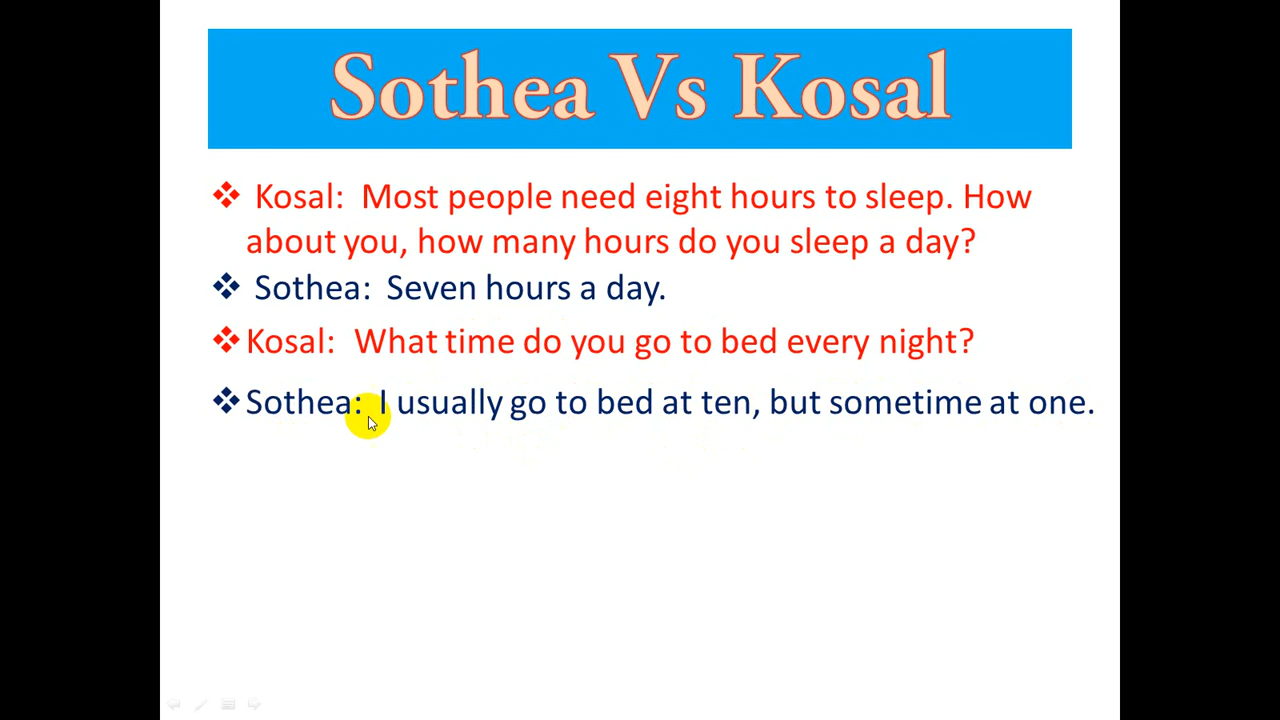 Sothea Vs Kosal
Kosal: Most people need eight hours to sleep. How
about you, how many hours do you sleep a day?
Sothea: Seven hours a day.
Kosal: What time do you go to bed every night?
Sothea: I usually go to bed at ten, but sometime at one.